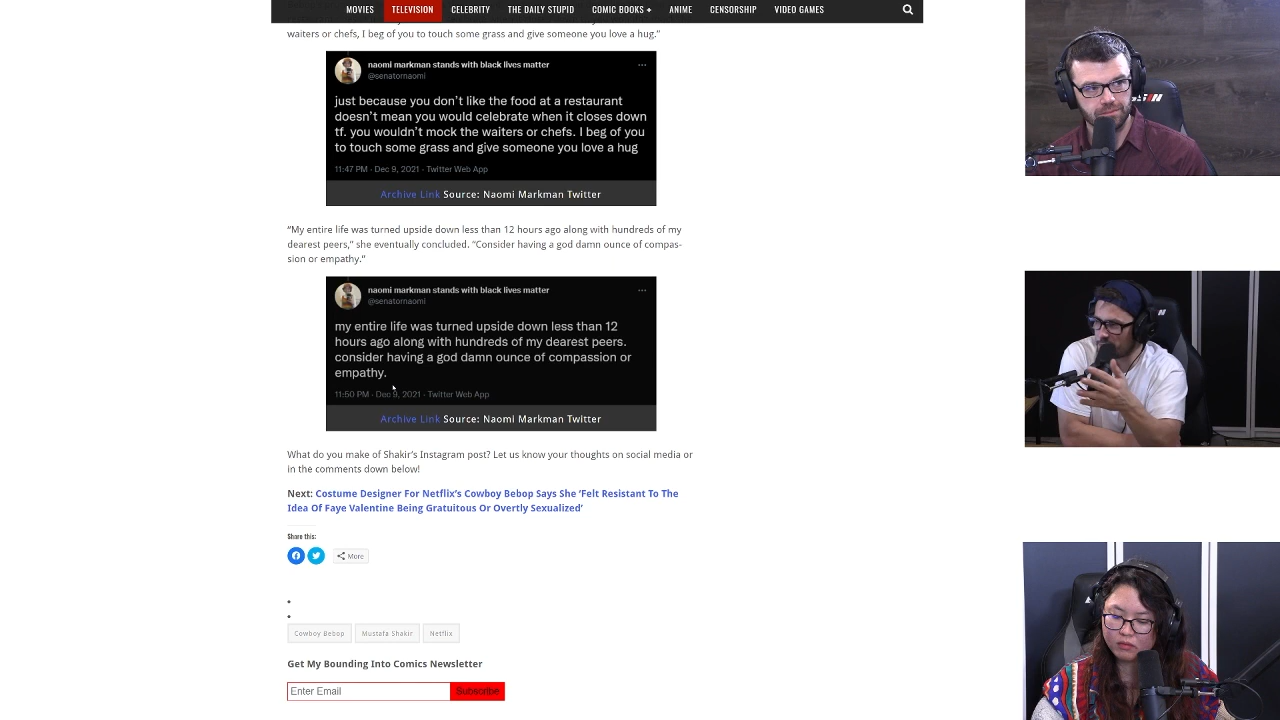 MOVIES TELEVISION CELEBRITY THE DAILY STUPID COMIC BOOKS + ANIME CENSORSHIP VIDEO GAMES
waiters or chefs, I beg of you to touch some grass and give someone you love a hug.”
naomi markman stands with black lives matter
@senatornaomi
just because you don't like the food at a restaurant
doesn't mean you would celebrate when it closes down
tf. you wouldn't mock the waiters or chefs. I beg of you
to touch some grass and give someone you love a hug
11:47 PM · Dec 9, 2021 · Twitter Web App
Archive Link Source: Naomi Markman Twitter
“My entire life was turned upside down less than 12 hours ago along with hundreds of my
dearest peers,” she eventually concluded. “Consider having a god damn ounce of compas-
sion or empathy.”
naomi markman stands with black lives matter
@senatornaomi
my entire life was turned upside down less than 12
hours ago along with hundreds of my dearest peers.
consider having a god damn ounce of compassion or
empathy.
11:50 PM · Dec 9, 2021 · Twitter Web App
Archive Link Source: Naomi Markman Twitter
What do you make of Shakir's Instagram post? Let us know your thoughts on social media or
in the comments down below!
Next: Costume Designer For Netflix's Cowboy Bebop Says She ‘Felt Resistant To The
Idea Of Faye Valentine Being Gratuitous Or Overtly Sexualized’
Share this:
More
Cowboy Bebop Mustafa Shakir Netflix
Get My Bounding Into Comics Newsletter
Enter Email Subscribe